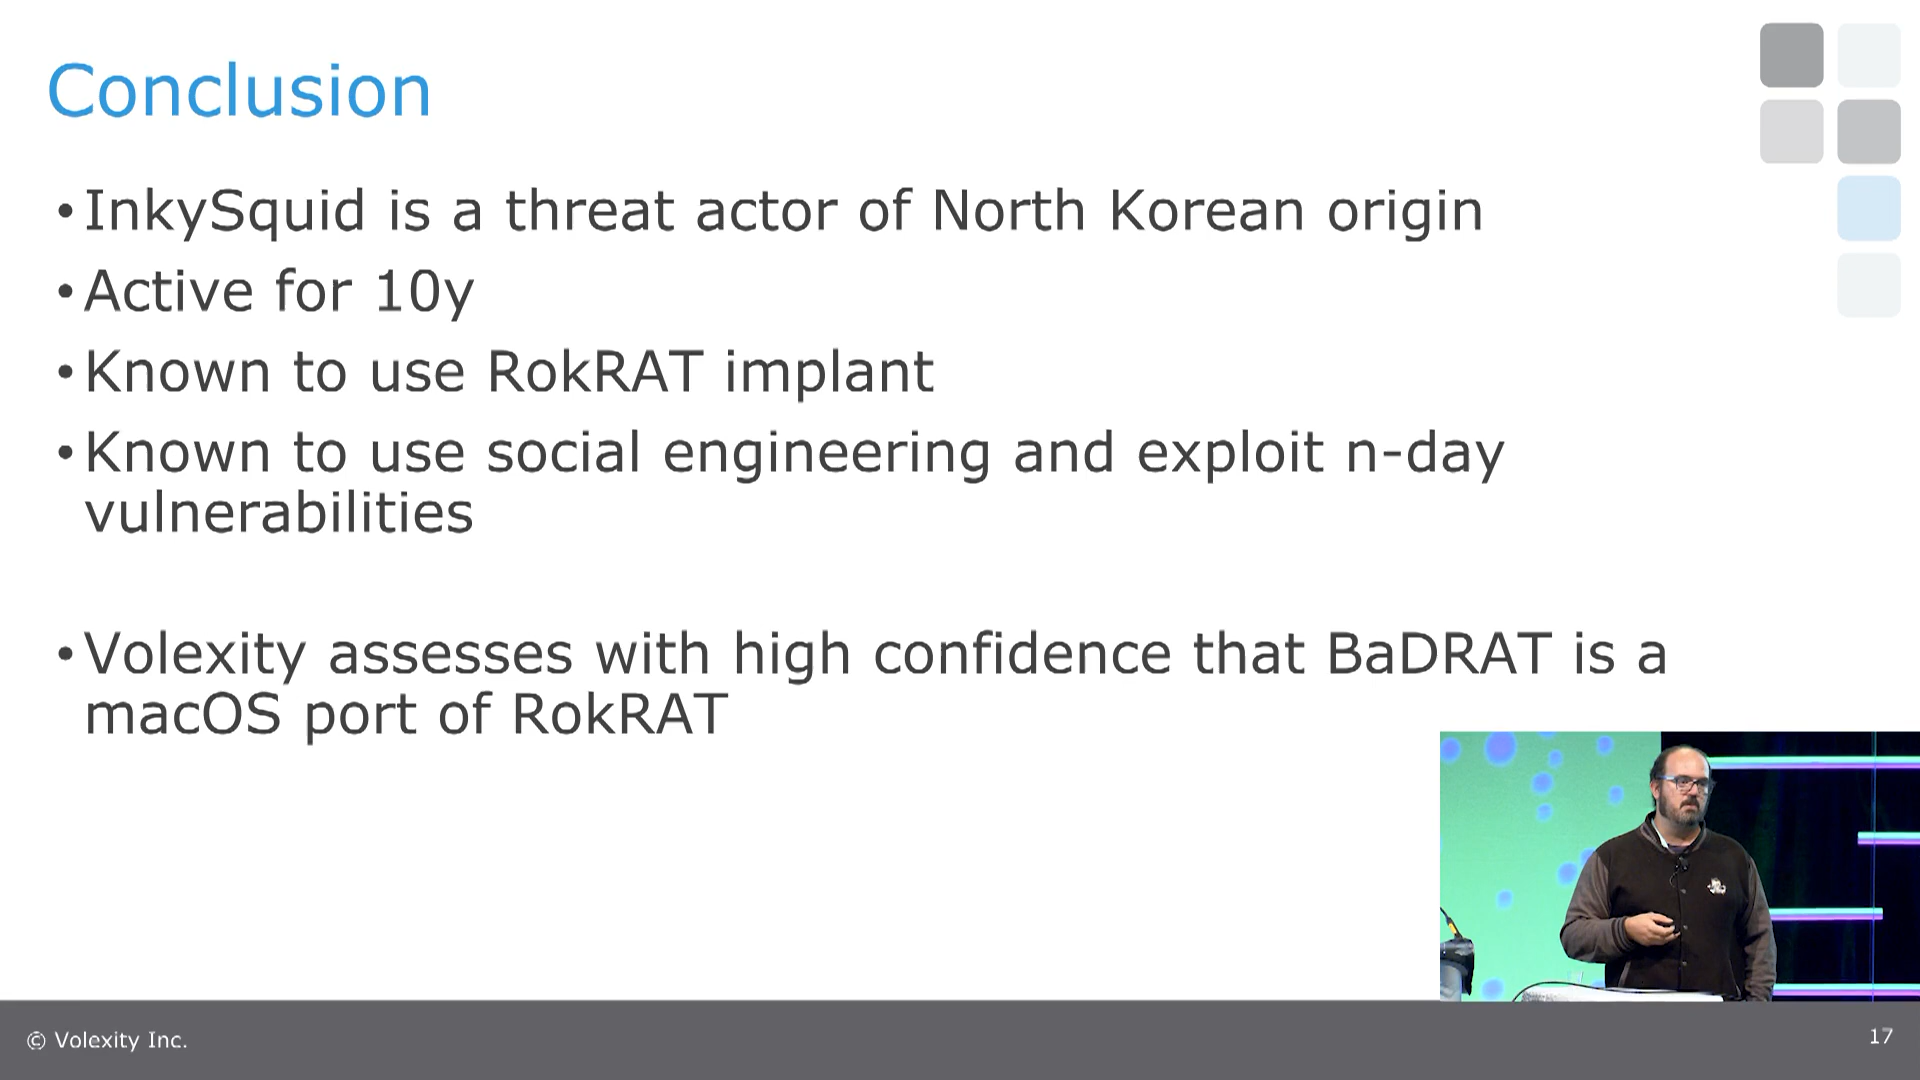 Conclusion
•InkySquid is a threat actor of North Korean origin
•Active for 10y
•Known to use RokRAT implant
•Known to use social engineering and exploit n-day
vulnerabilities
•Volexity assesses with high confidence that BaDRAT is a
macOS port of RokRAT
© Volexity Inc.
17